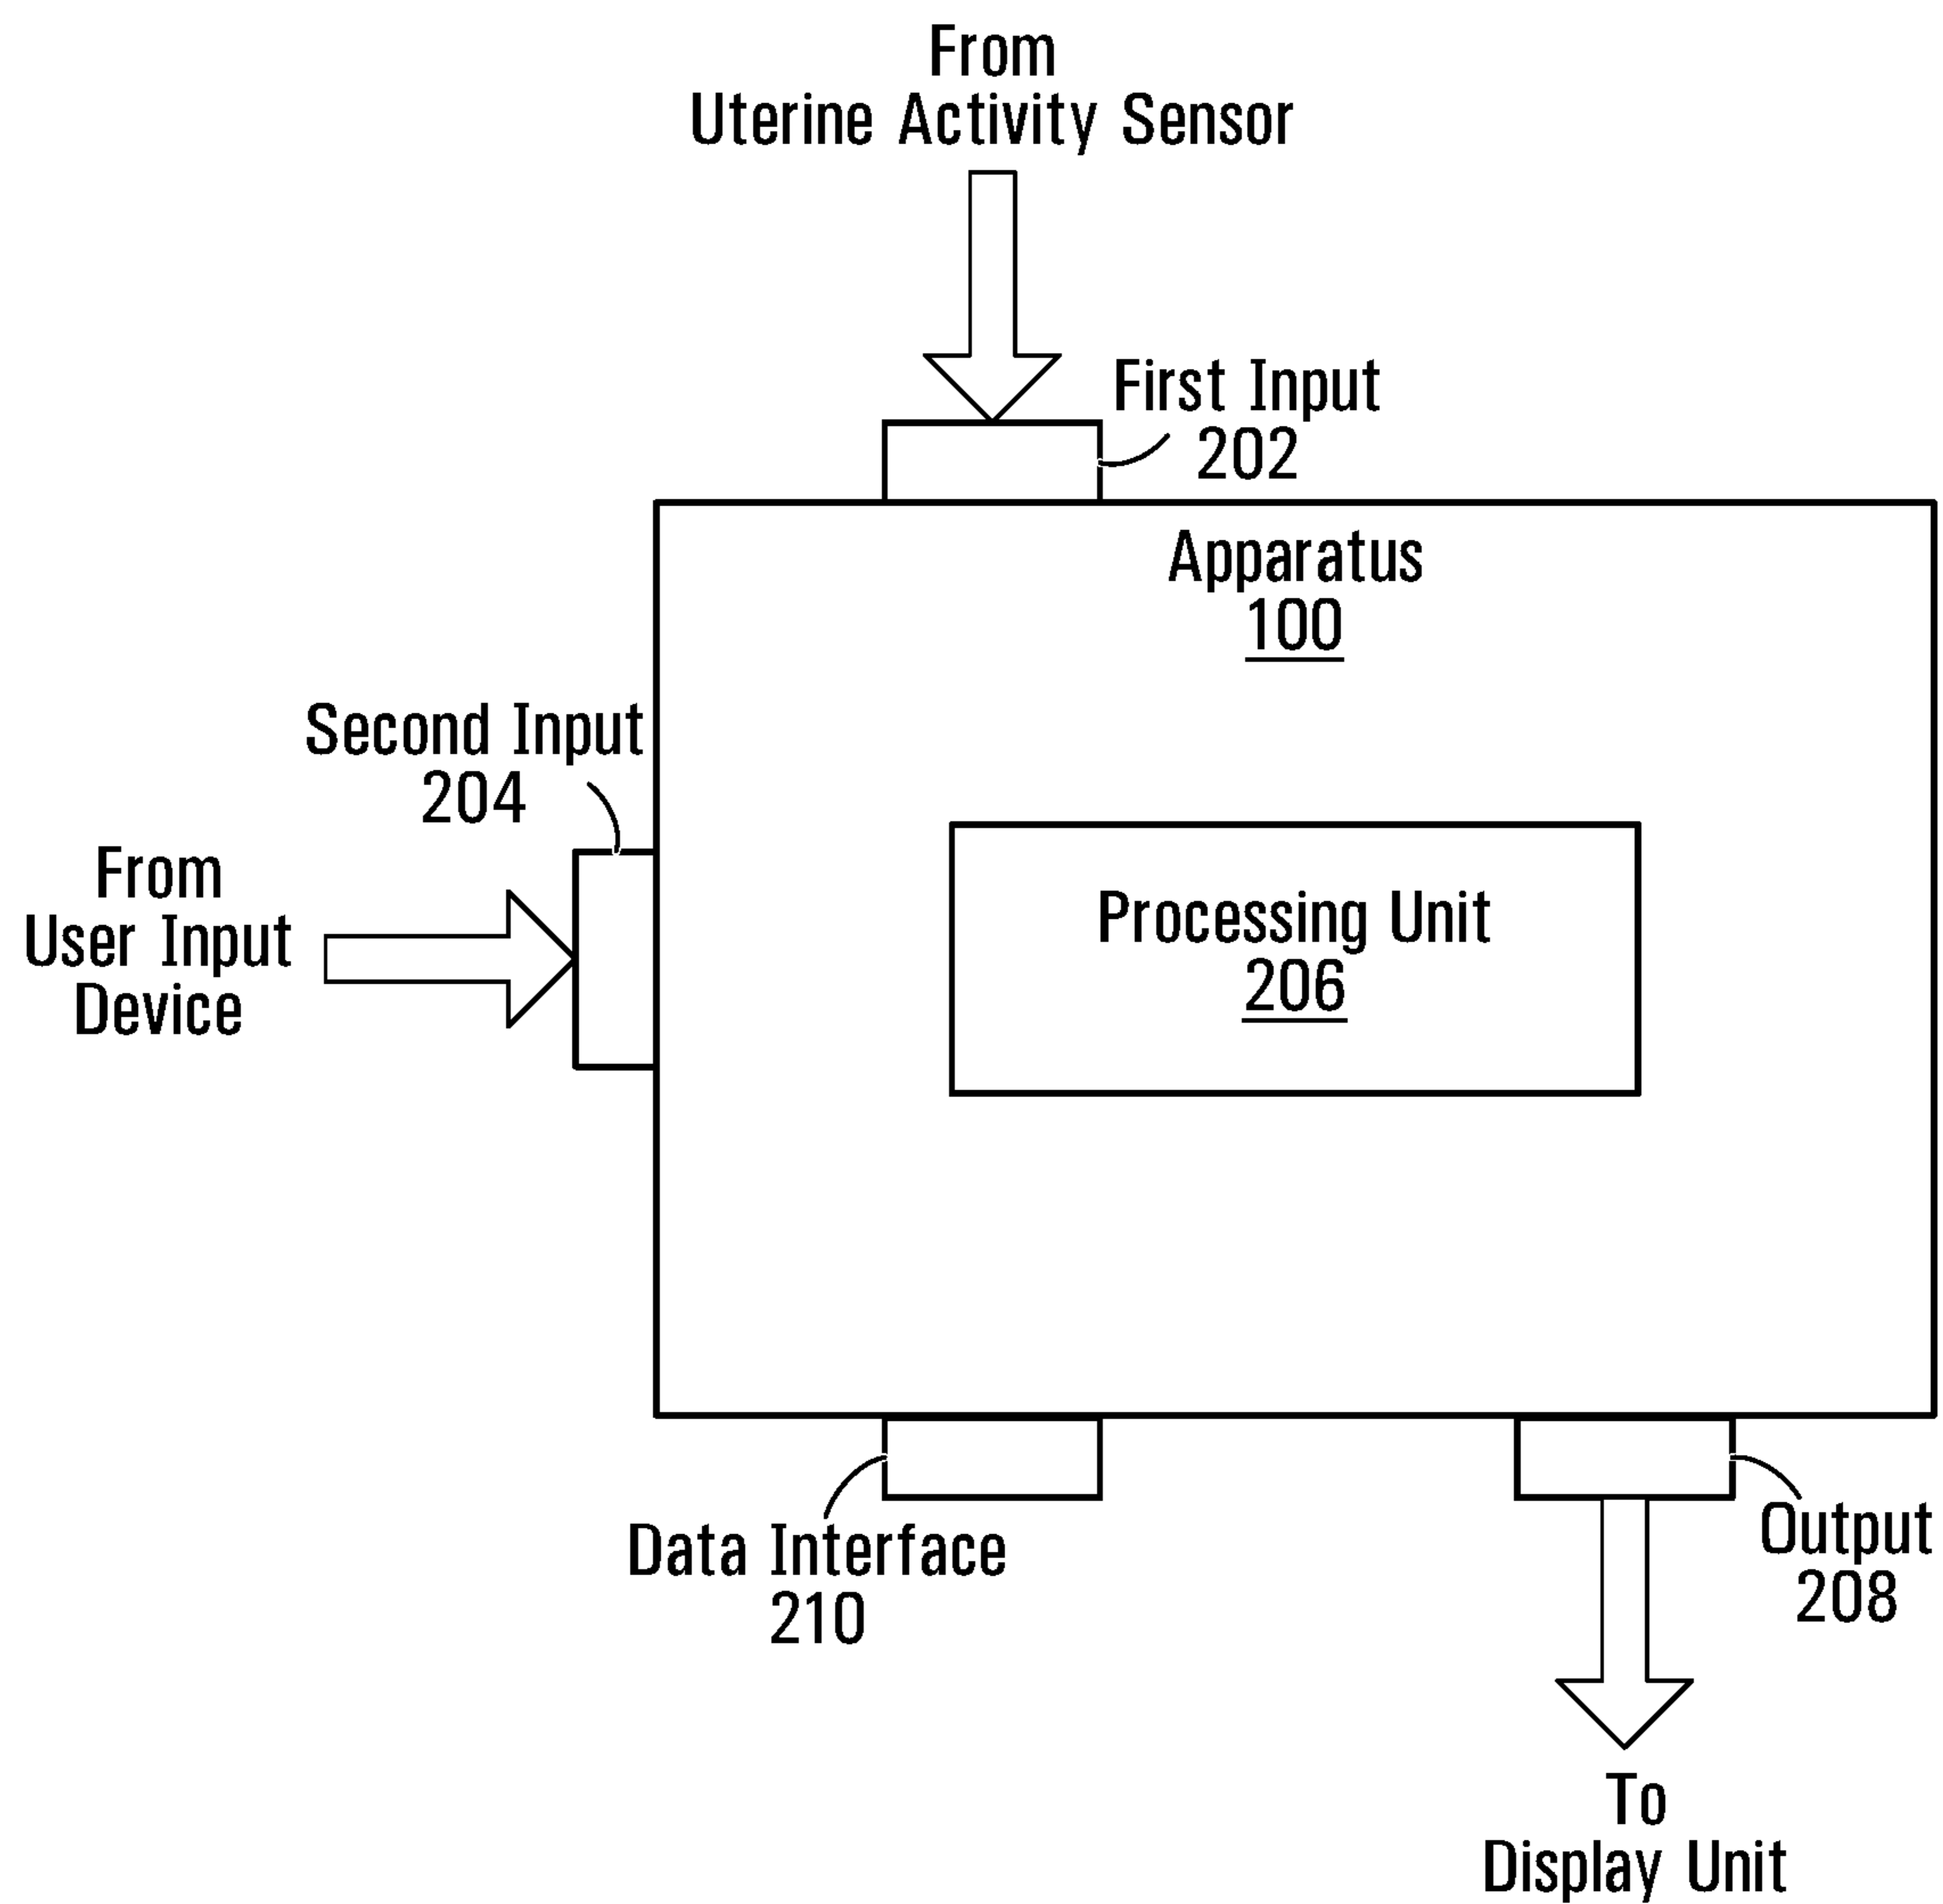 From
Uterine Activity Sensor
First Input
202
Apparatus
100
Second Input
204
From
User Input
Device
Processing Unit
206
Data Interface
210
Output
208
To
Display Unit